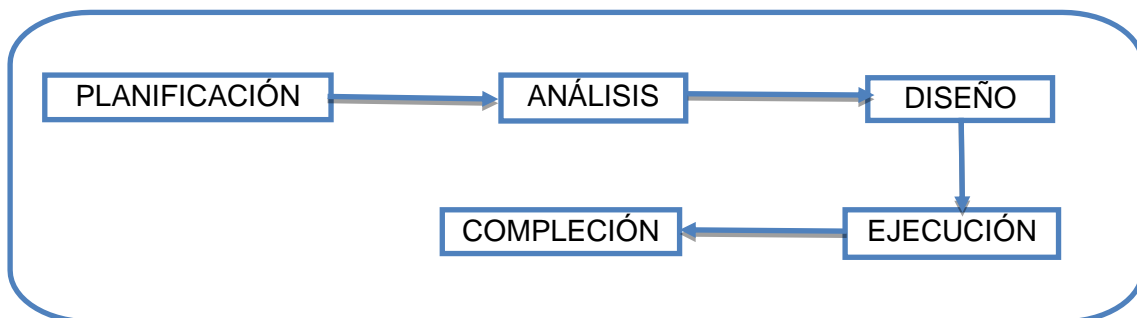 PLANIFICACIÓN
ANÁLISIS
DISEÑO
EJECUCIÓN
COMPLECIÓN